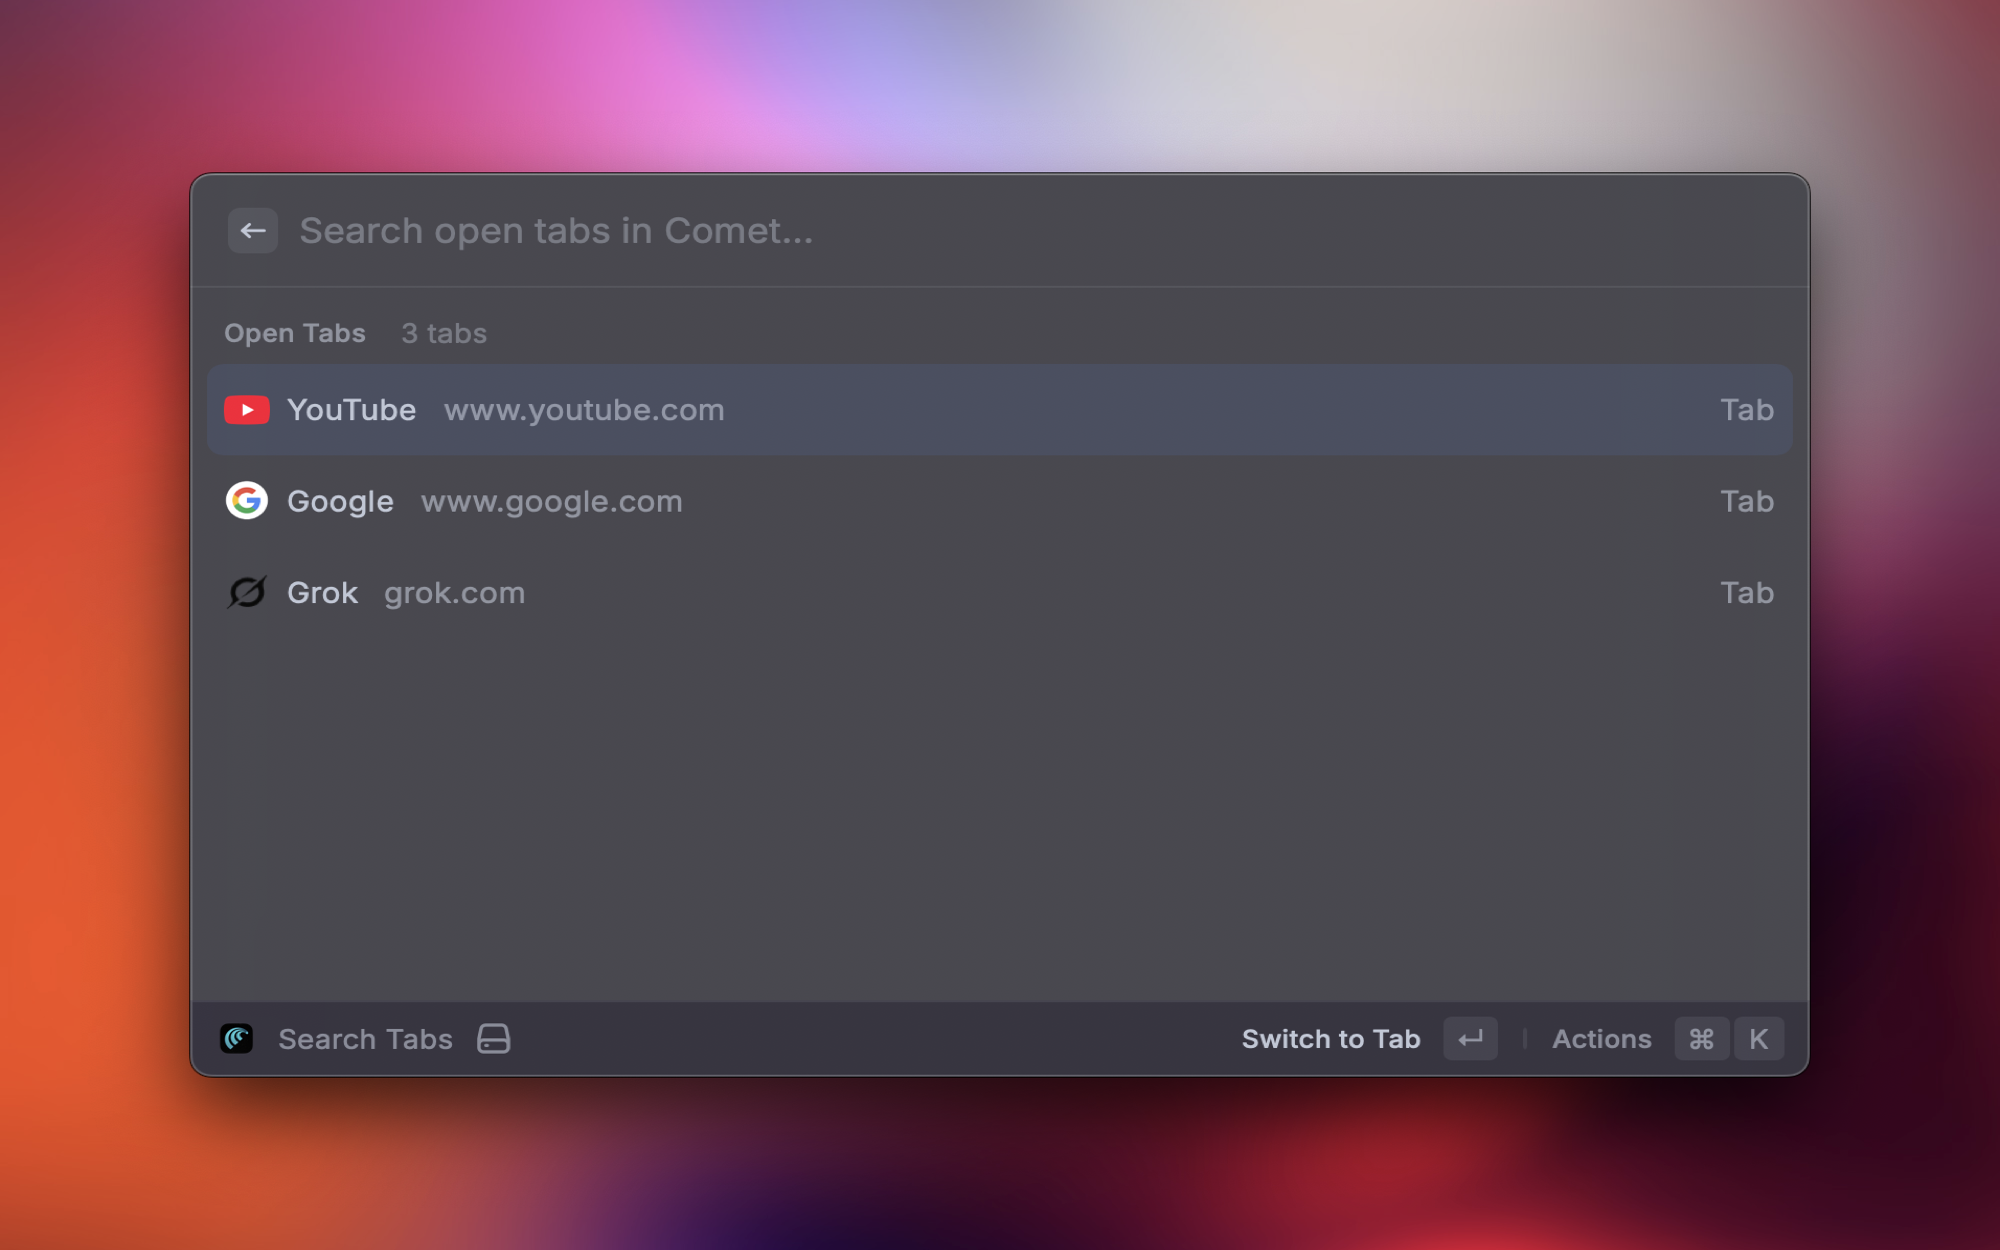 Search open tabs in Comet...
Open Tabs 3 tabs
YouTube www.youtube.com Tab
Google www.google.com Tab
Grok grok.com Tab
Search Tabs Switch to Tab Actions ⌘ K